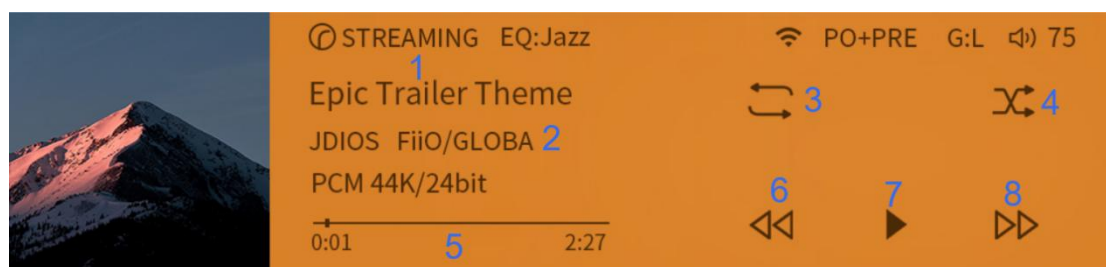 STREAMING EQ:Jazz PO+PRE G:L 75
1
Epic Trailer Theme 3 4
JDIOS FiiO/GLOBA 2
PCM 44K/24bit
6 7 8
0:01 5 2:27